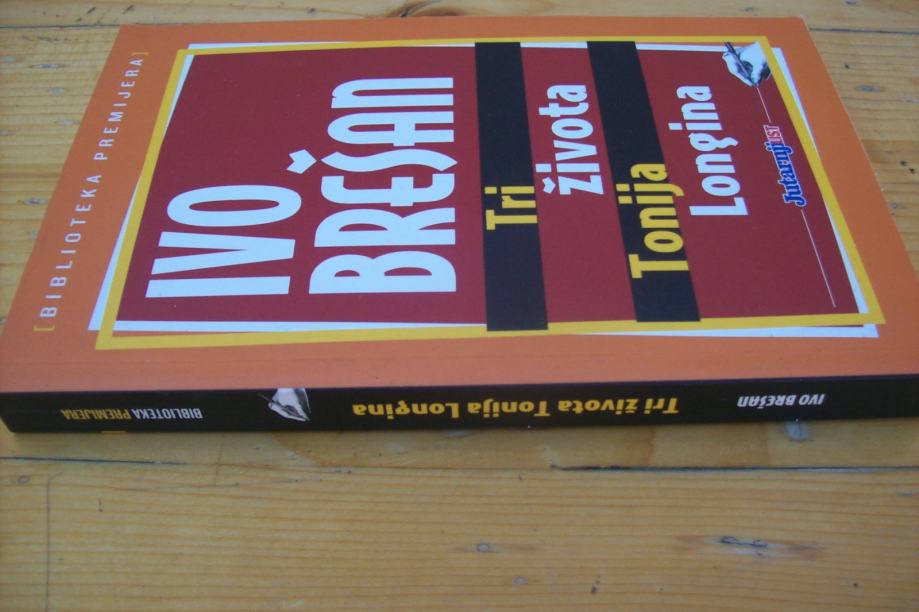 [BIBLIOTEKA PREMIJERA]
IVO
BREŠAN
Tri
života
Tonija
Longina
Jutarnji LIST
IVO BREŠAN
Tri života Tonija Longina
BIBLIOTEKA PREMIJERA